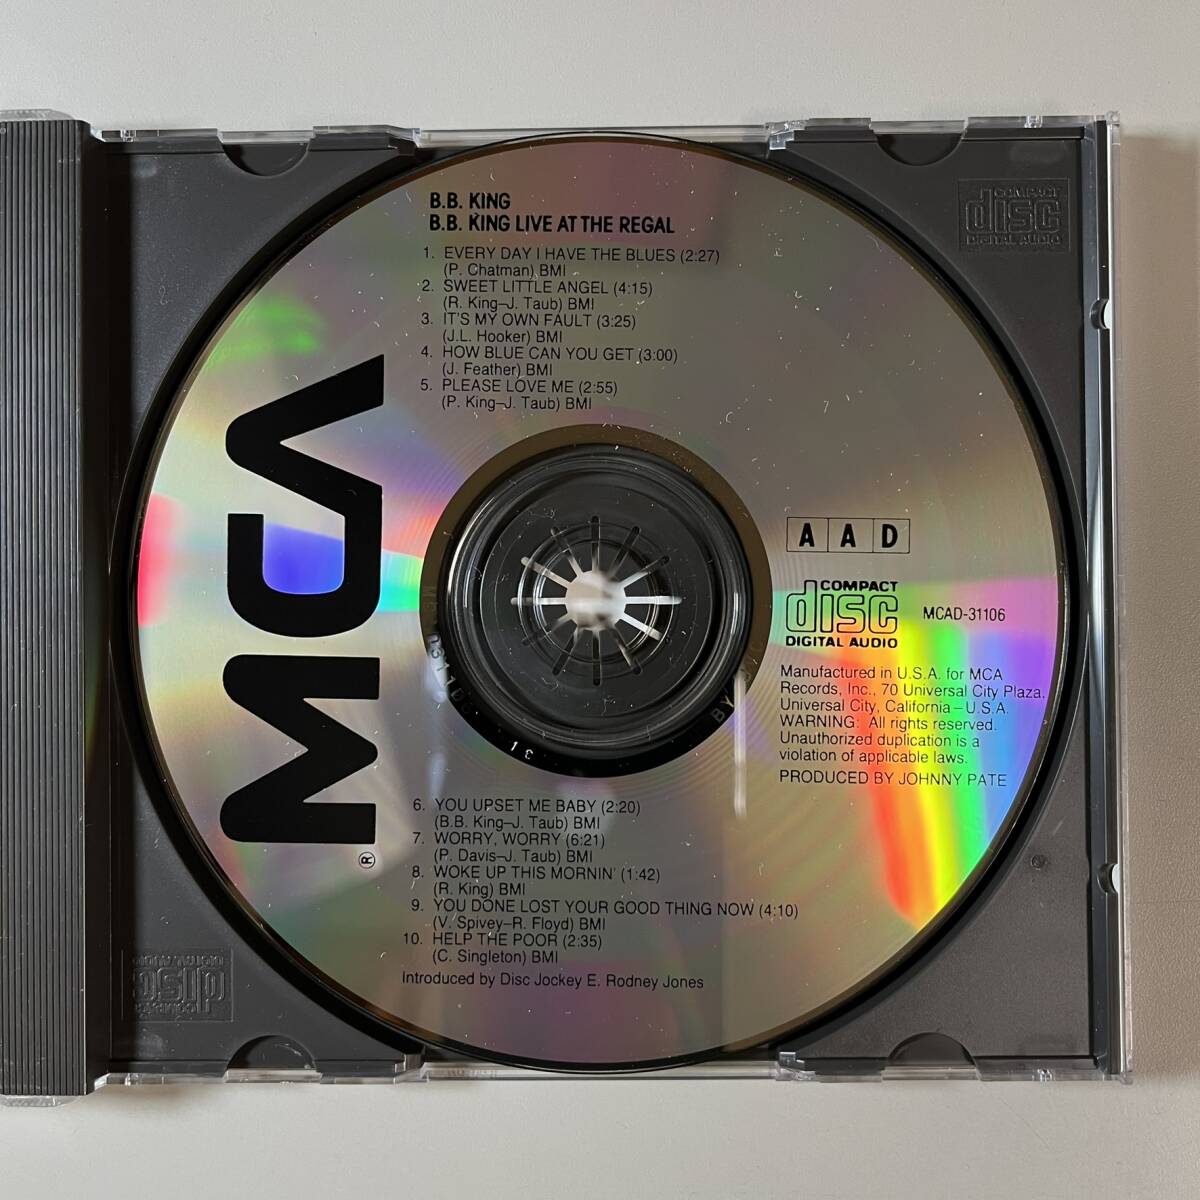 B.B. KING
B.B. KING LIVE AT THE REGAL
1. EVERY DAY I HAVE THE BLUES (2:27)
(P. Chatman) BMI
2. SWEET LITTLE ANGEL (4:15)
(R. King–J. Taub) BMI
3. IT'S MY OWN FAULT (3:25)
(J.L. Hooker) BMI
4. HOW BLUE CAN YOU GET (3:00)
(J. Feather) BMI
5. PLEASE LOVE ME (2:55)
(P. King–J. Taub) BMI
MCA
®
A A D
COMPACT
disc
DIGITAL AUDIO
MCAD-31106
Manufactured in U.S.A. for MCA
Records, Inc., 70 Universal City Plaza,
Universal City, California – U.S.A.
WARNING: All rights reserved.
Unauthorized duplication is a
violation of applicable laws.
PRODUCED BY JOHNNY PATE
6. YOU UPSET ME BABY (2:20)
(B.B. King–J. Taub) BMI
7. WORRY, WORRY (6:21)
(P. Davis–J. Taub) BMI
8. WOKE UP THIS MORNIN' (1:42)
(R. King) BMI
9. YOU DONE LOST YOUR GOOD THING NOW (4:10)
(V. Spivey–R. Floyd) BMI
10. HELP THE POOR (2:35)
(C. Singleton) BMI
Introduced by Disc Jockey E. Rodney Jones
COMPACT
disc
DIGITAL AUDIO
COMPACT
disc
DIGITAL AUDIO
BY
31